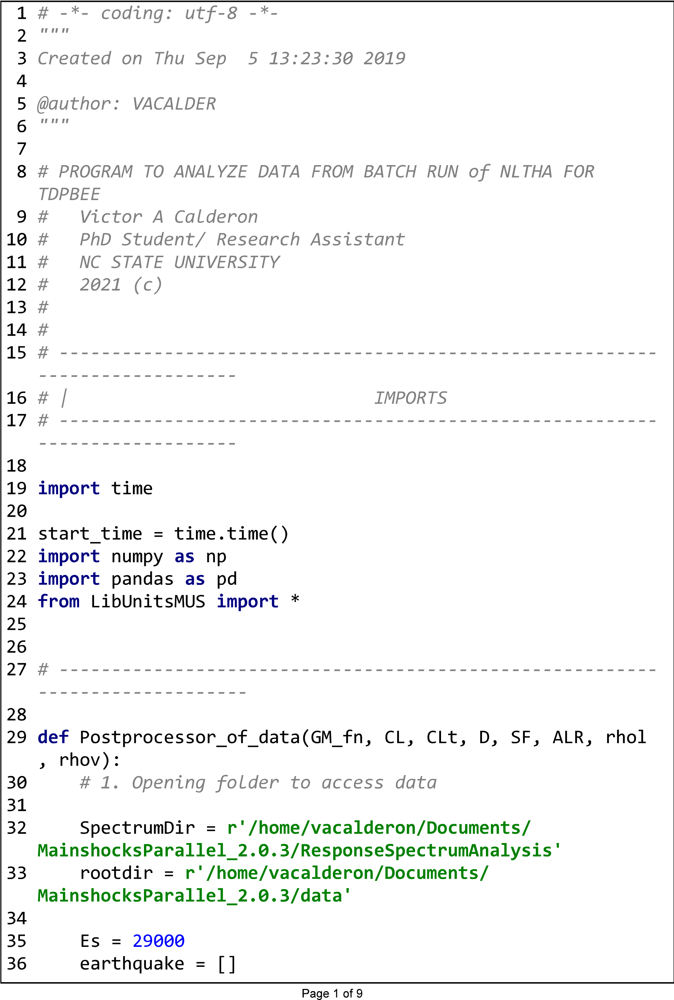 1 # -*- coding: utf-8 -*-
2 """
3 Created on Thu Sep  5 13:23:30 2019
4
5 @author: VACALDER
6 """
7
8 # PROGRAM TO ANALYZE DATA FROM BATCH RUN of NLTHA FOR
TDPBEE
9 #   Victor A Calderon
10 #   PhD Student/ Research Assistant
11 #   NC STATE UNIVERSITY
12 #   2021 (c)
13 #
14 #
15 # ---------------------------------------------------------
-------------------
16 # |                              IMPORTS
17 # ---------------------------------------------------------
-------------------
18
19 import time
20
21 start_time = time.time()
22 import numpy as np
23 import pandas as pd
24 from LibUnitsMUS import *
25
26
27 # ---------------------------------------------------------
--------------------
28
29 def Postprocessor_of_data(GM_fn, CL, CLt, D, SF, ALR, rhol
, rhov):
30     # 1. Opening folder to access data
31
32     SpectrumDir = r'/home/vacalderon/Documents/
MainshocksParallel_2.0.3/ResponseSpectrumAnalysis'
33     rootdir = r'/home/vacalderon/Documents/
MainshocksParallel_2.0.3/data'
34
35     Es = 29000
36     earthquake = []
Page 1 of 9